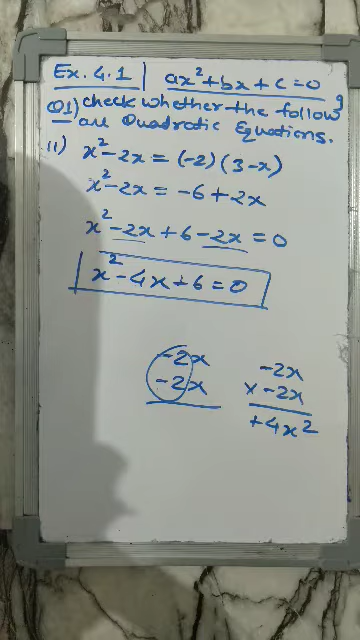 Ex. 4.1 | ax²+bx+c=0
Q1) check whether the following
are Quadratic Equations.
ii) x²-2x = (-2) (3-x)
x²-2x = -6+2x
x²-2x+6-2x = 0
x²-4x+6=0
-2x
-2x
-2x
x -2x
+4x²